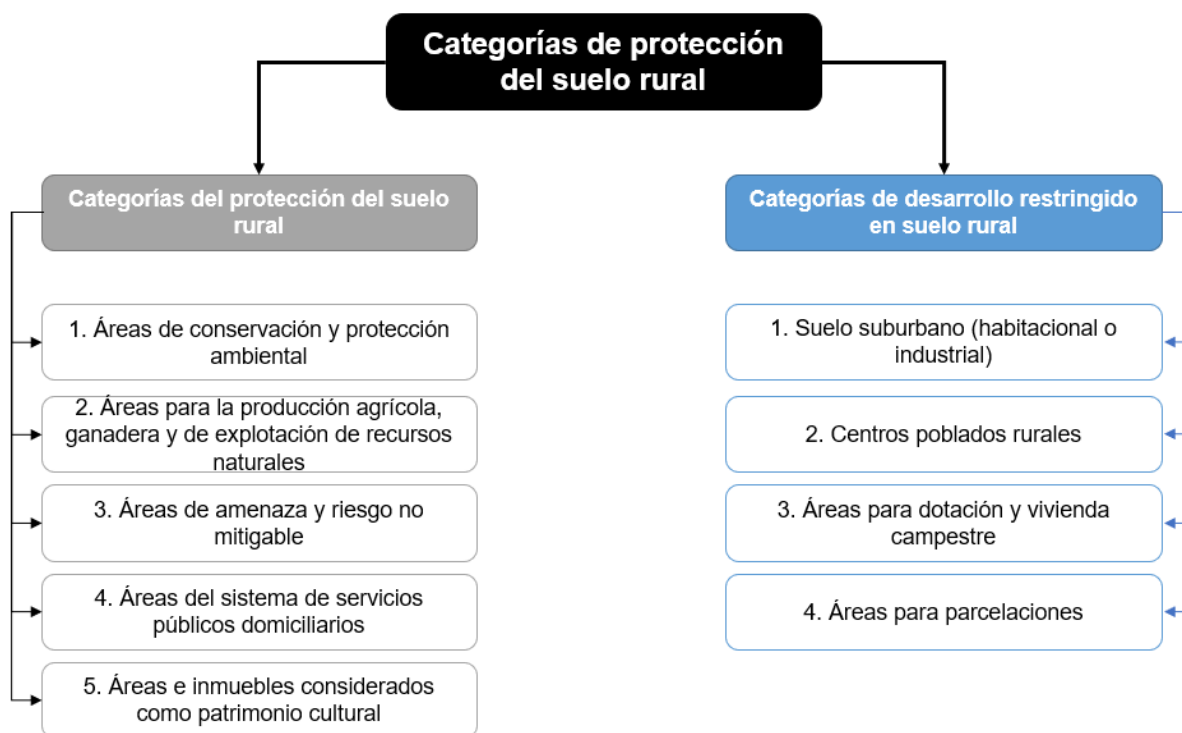 Categorías de protección
del suelo rural
Categorías del protección del suelo
rural
1. Áreas de conservación y protección
ambiental
2. Áreas para la producción agrícola,
ganadera y de explotación de recursos
naturales
3. Áreas de amenaza y riesgo no
mitigable
4. Áreas del sistema de servicios
públicos domiciliarios
5. Áreas e inmuebles considerados
como patrimonio cultural
Categorías de desarrollo restringido
en suelo rural
1. Suelo suburbano (habitacional o
industrial)
2. Centros poblados rurales
3. Áreas para dotación y vivienda
campestre
4. Áreas para parcelaciones